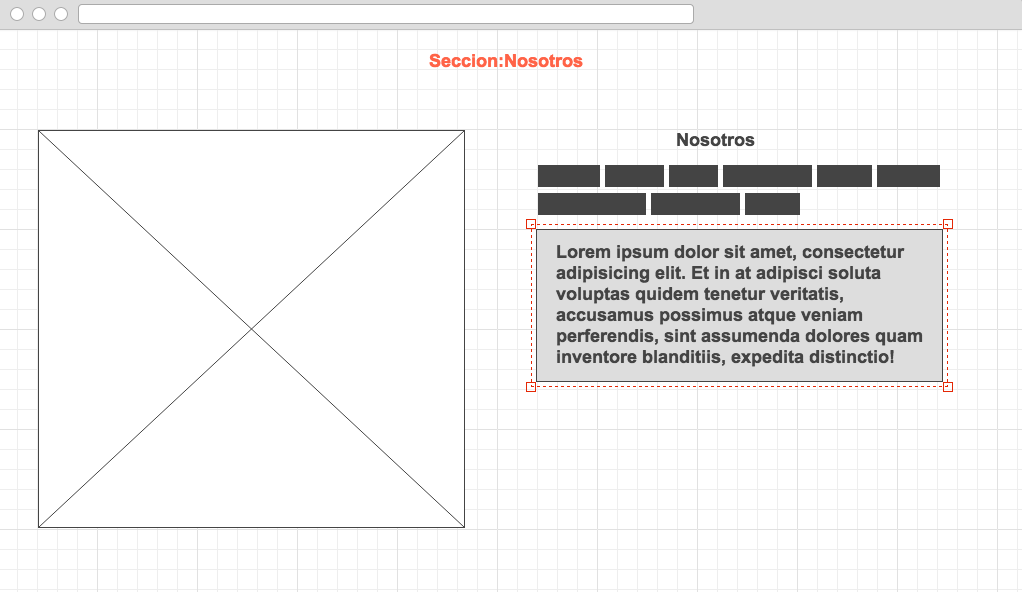 Seccion:Nosotros
Nosotros
Lorem ipsum dolor sit amet, consectetur
adipisicing elit. Et in at adipisci soluta
voluptas quidem tenetur veritatis,
accusamus possimus atque veniam
perferendis, sint assumenda dolores quam
inventore blanditiis, expedita distinctio!